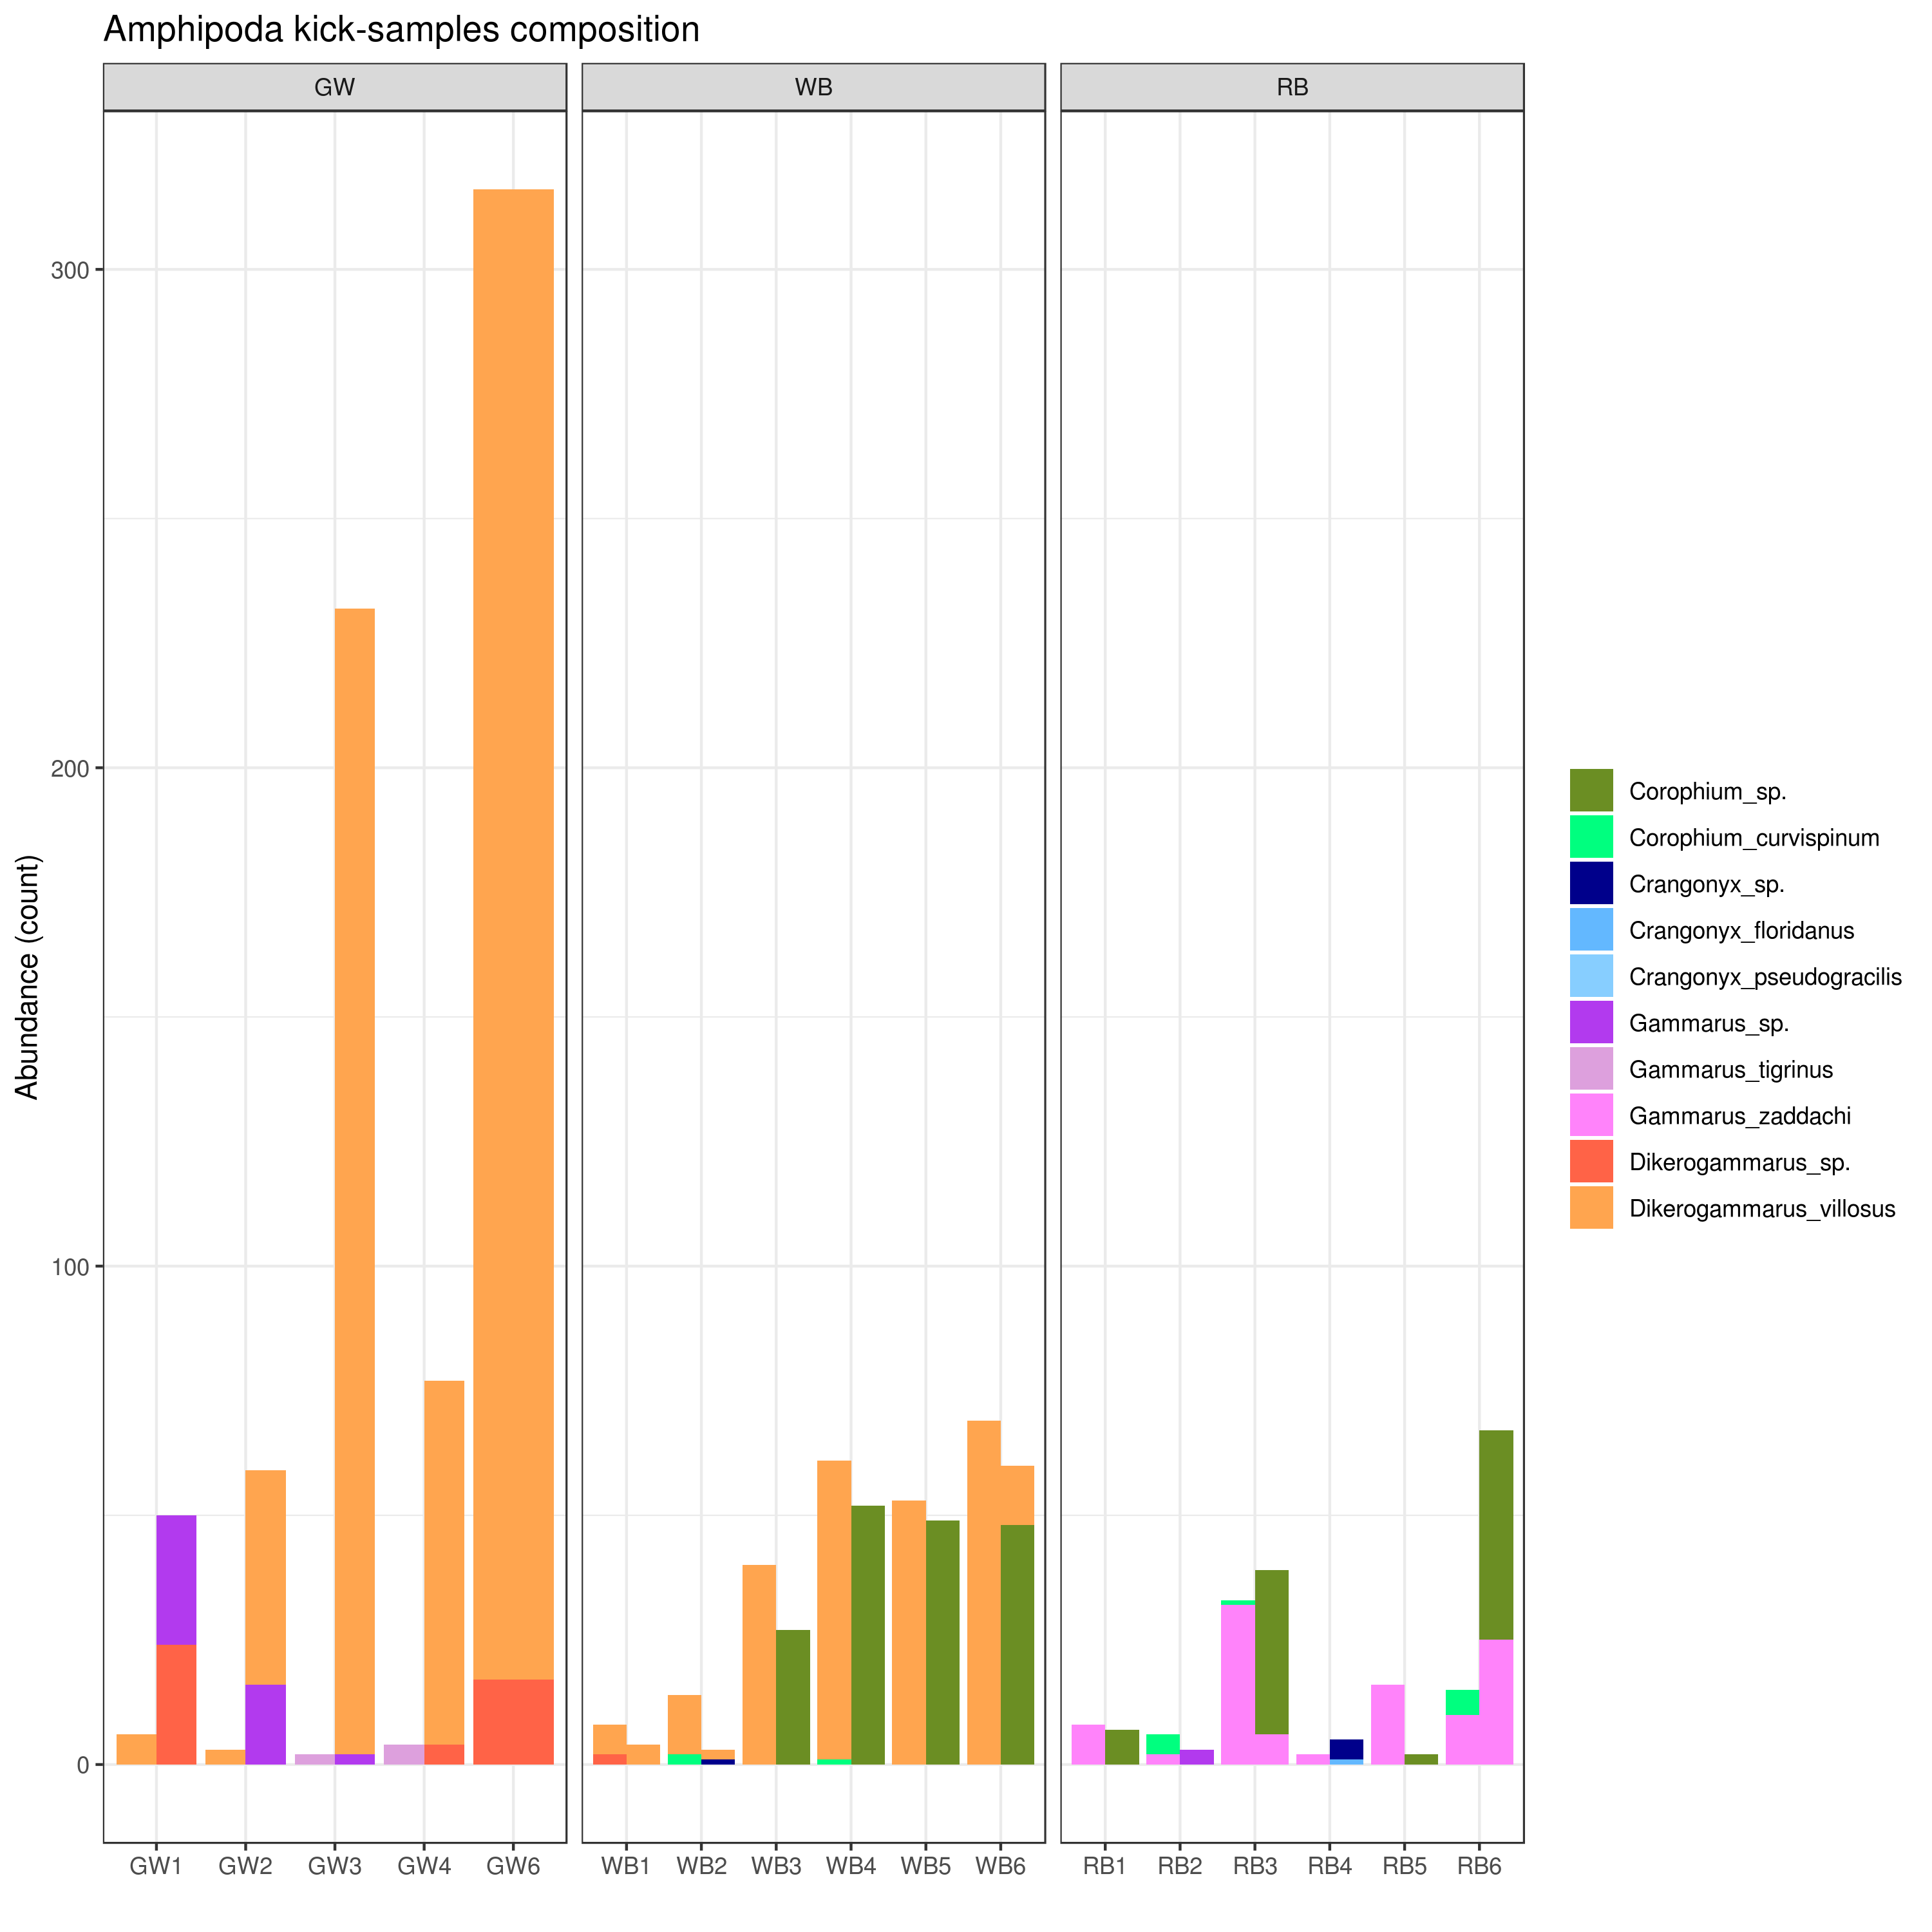 Amphipoda kick-samples composition
GW
WB
RB
300
200
100
0
Abundance (count)
GW1 GW2 GW3 GW4 GW6
WB1 WB2 WB3 WB4 WB5 WB6
RB1 RB2 RB3 RB4 RB5 RB6
Corophium_sp.
Corophium_curvispinum
Crangonyx_sp.
Crangonyx_floridanus
Crangonyx_pseudogracilis
Gammarus_sp.
Gammarus_tigrinus
Gammarus_zaddachi
Dikerogammarus_sp.
Dikerogammarus_villosus